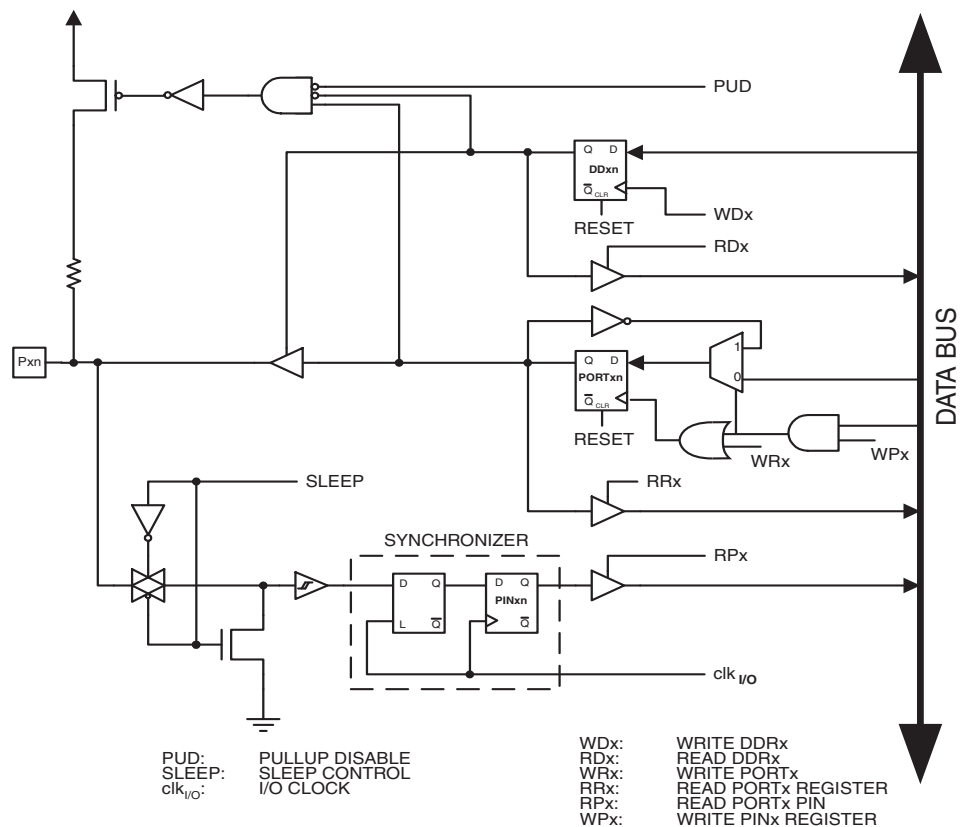 PUD
Q D
DDxn
Q CLR
WDx
RESET
RDx
1
Pxn
Q D
PORTxn
0
Q CLR
RESET
WRx
WPx
DATA BUS
SLEEP
RRx
SYNCHRONIZER
RPx
D Q
D Q
PINxn
L Q
Q
clk I/O
PUD: PULLUP DISABLE
SLEEP: SLEEP CONTROL
clkI/O: I/O CLOCK
WDx: WRITE DDRx
RDx: READ DDRx
WRx: WRITE PORTx
RRx: READ PORTx REGISTER
RPx: READ PORTx PIN
WPx: WRITE PINx REGISTER